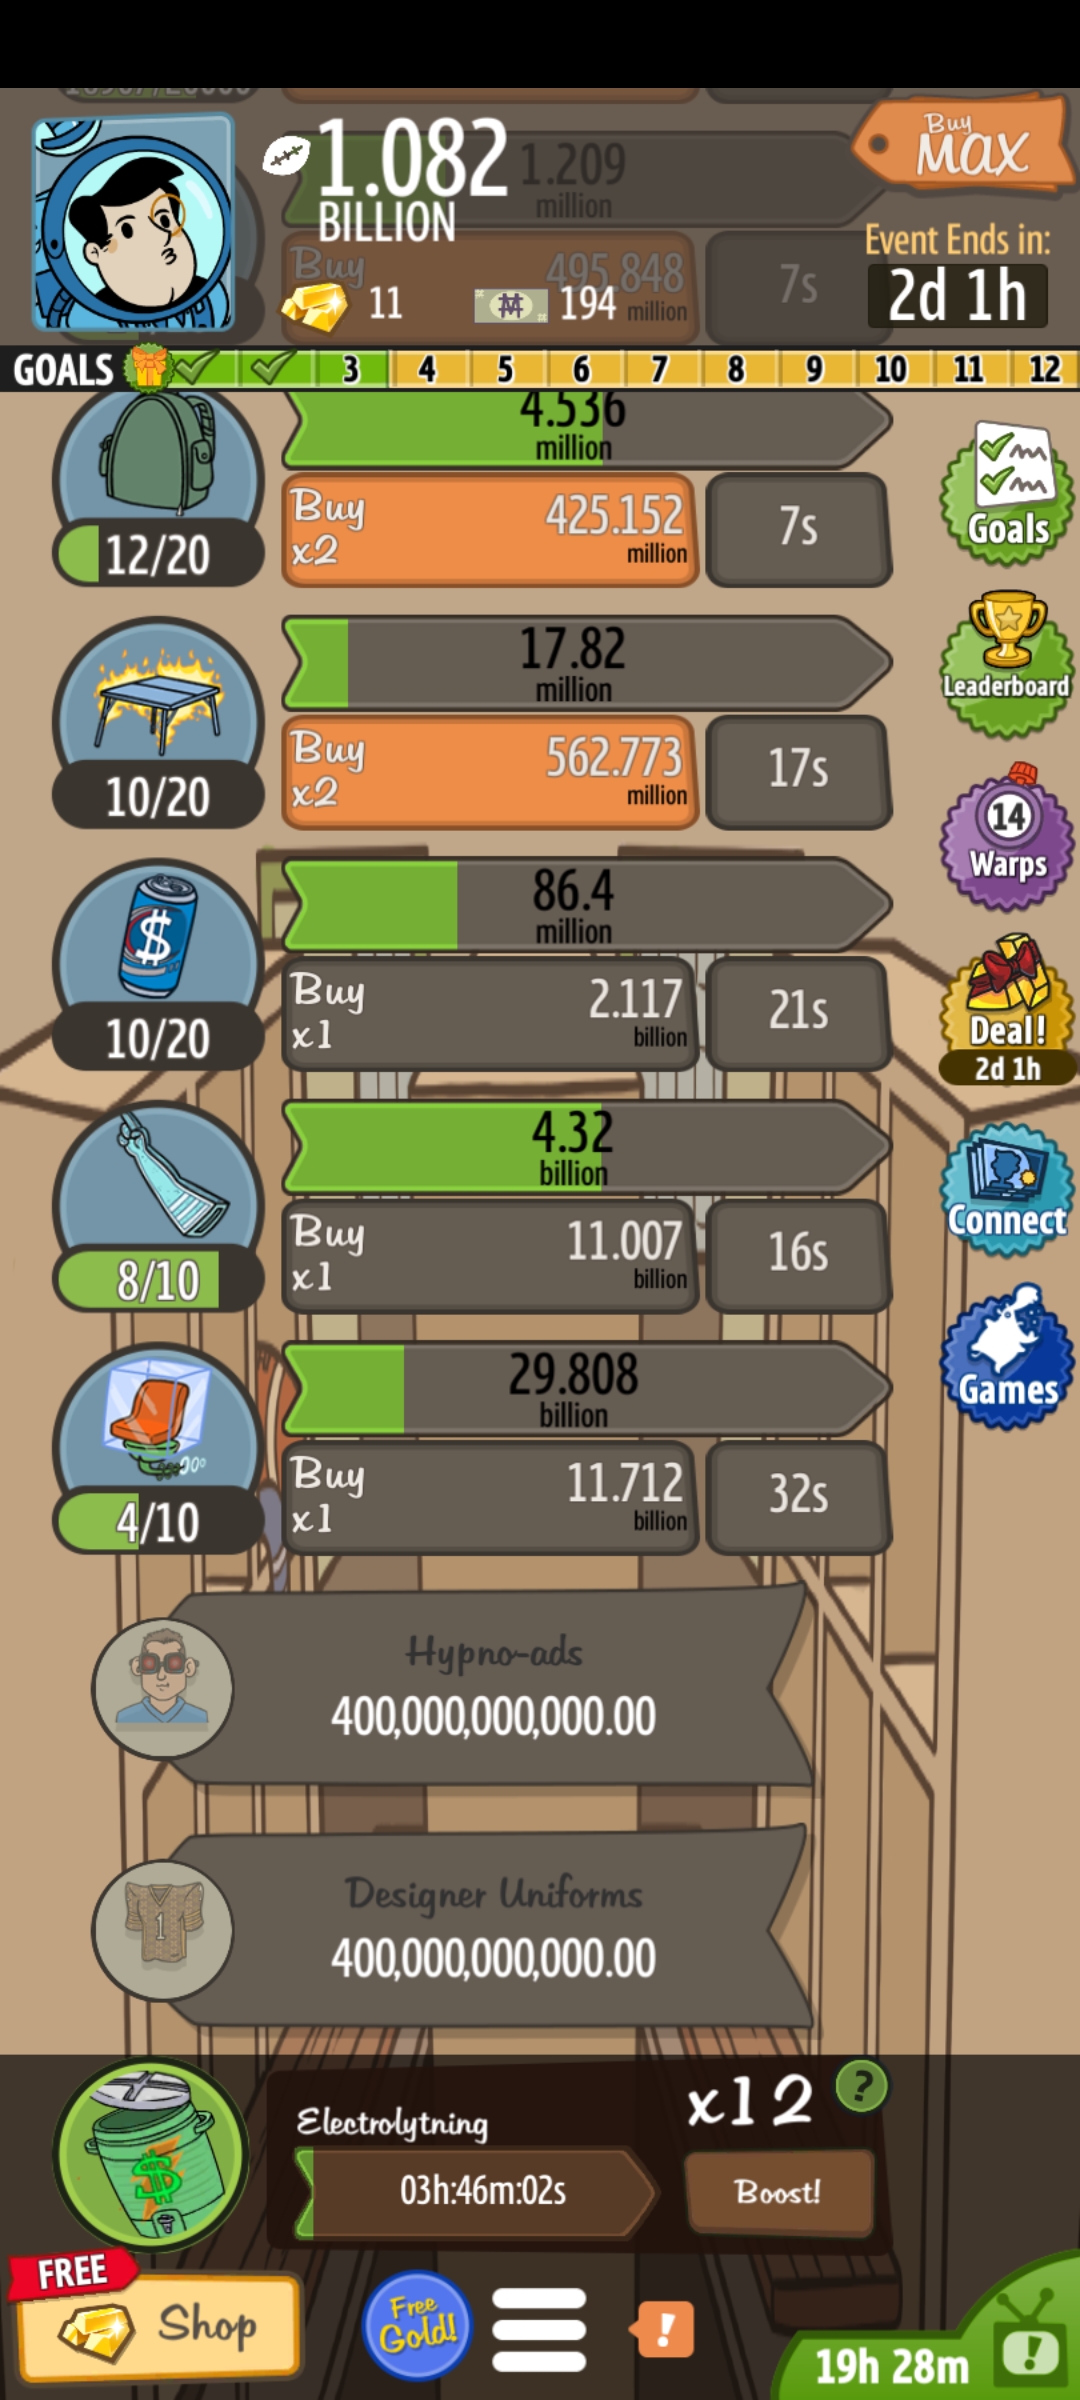 1.082
BILLION
1.209
million
Buy
MAX
Event Ends in:
2d 1h
Buy
495.848
million
7s
11
194
GOALS
3
4
5
6
7
8
9
10
11
12
4.536
million
Buy
x2
425.152
million
7s
12/20
Goals
17.82
million
Buy
x2
562.773
million
17s
10/20
Leaderboard
14
Warps
86.4
million
Buy
x1
2.117
billion
21s
10/20
$
Deal!
2d 1h
4.32
billion
Buy
x1
11.007
billion
16s
8/10
Connect
29.808
billion
Buy
x1
11.712
billion
32s
4/10
Games
Hypno-ads
400,000,000,000.00
1
Designer Uniforms
400,000,000,000.00
$
Electrolytning
03h:46m:02s
x12
?
Boost!
FREE
Shop
Free
Gold!
!
19h 28m
!